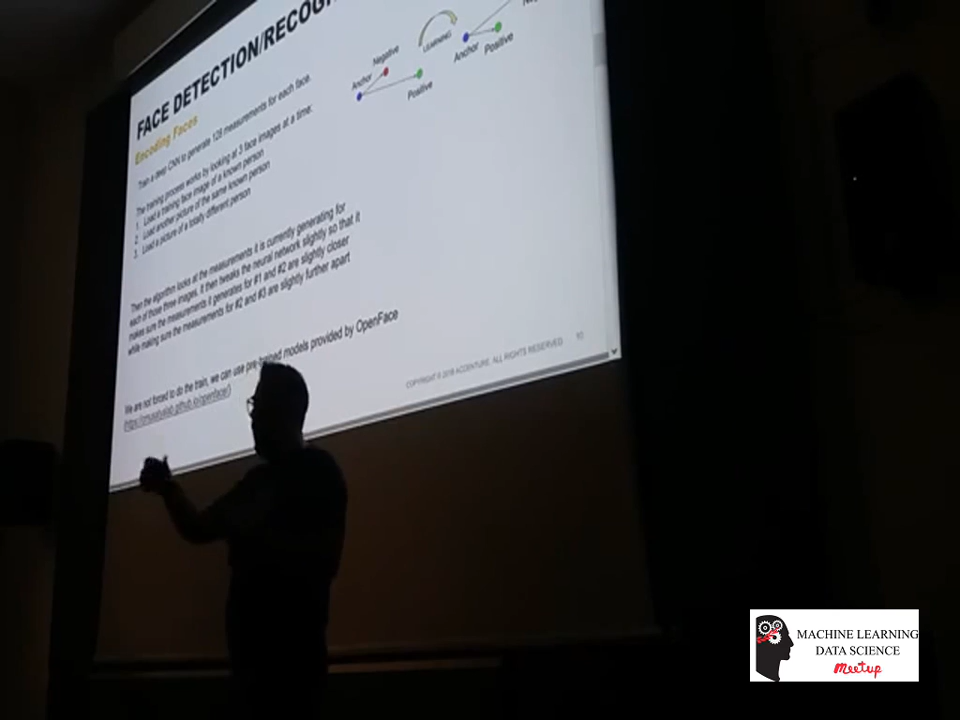 FACE DETECTION/RECOGN
Encoding Faces
Train a deep CNN to generate 128 measurements for each face.
The training process works by looking at 3 face images at a time:
1. Load a training face image of a known person
2. Load another picture of the same known person
3. Load a picture of a totally different person
Then the algorithm looks at the measurements it is currently generating for
each of those three images. It then tweaks the neural network slightly so that it
makes sure the measurements it generates for #1 and #2 are slightly closer
while making sure the measurements for #2 and #3 are slightly further apart
We are not forced to do the train, we can use pre-trained models provided by OpenFace
(https://cmusatyalab.github.io/openface/)
Anchor
Negative
Positive
LEARNING
Anchor
Positive
COPYRIGHT © 2018 ACCENTURE. ALL RIGHTS RESERVED
MACHINE LEARNING
DATA SCIENCE
meetup